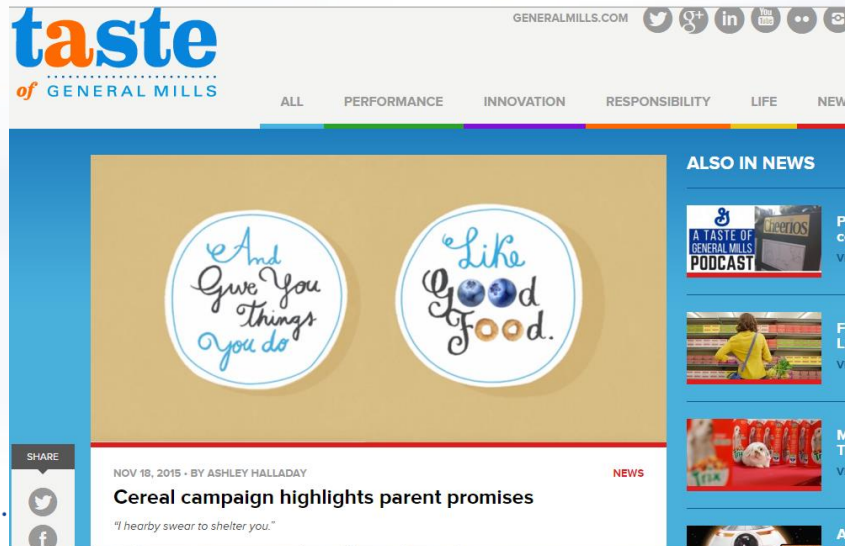 taste
of GENERAL MILLS
GENERALMILLS.COM
ALL PERFORMANCE INNOVATION RESPONSIBILITY LIFE NEW
And
Give You
Things
you do
Like
Good
Food.
ALSO IN NEWS
A TASTE OF
GENERAL MILLS
PODCAST
Cheerios
Trix
SHARE
NOV 18, 2015 • BY ASHLEY HALLADAY NEWS
Cereal campaign highlights parent promises
"I hearby swear to shelter you."